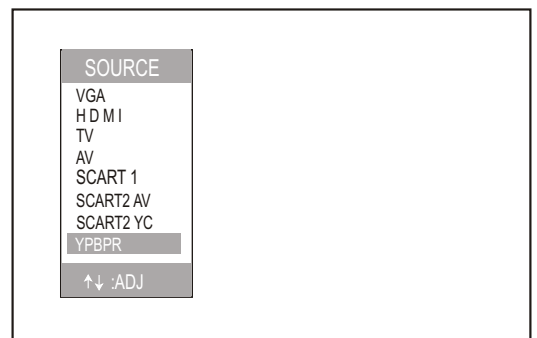 SOURCE
VGA
H D M I
TV
AV
SCART 1
SCART2 AV
SCART2 YC
YPBPR
↑↓ :ADJ